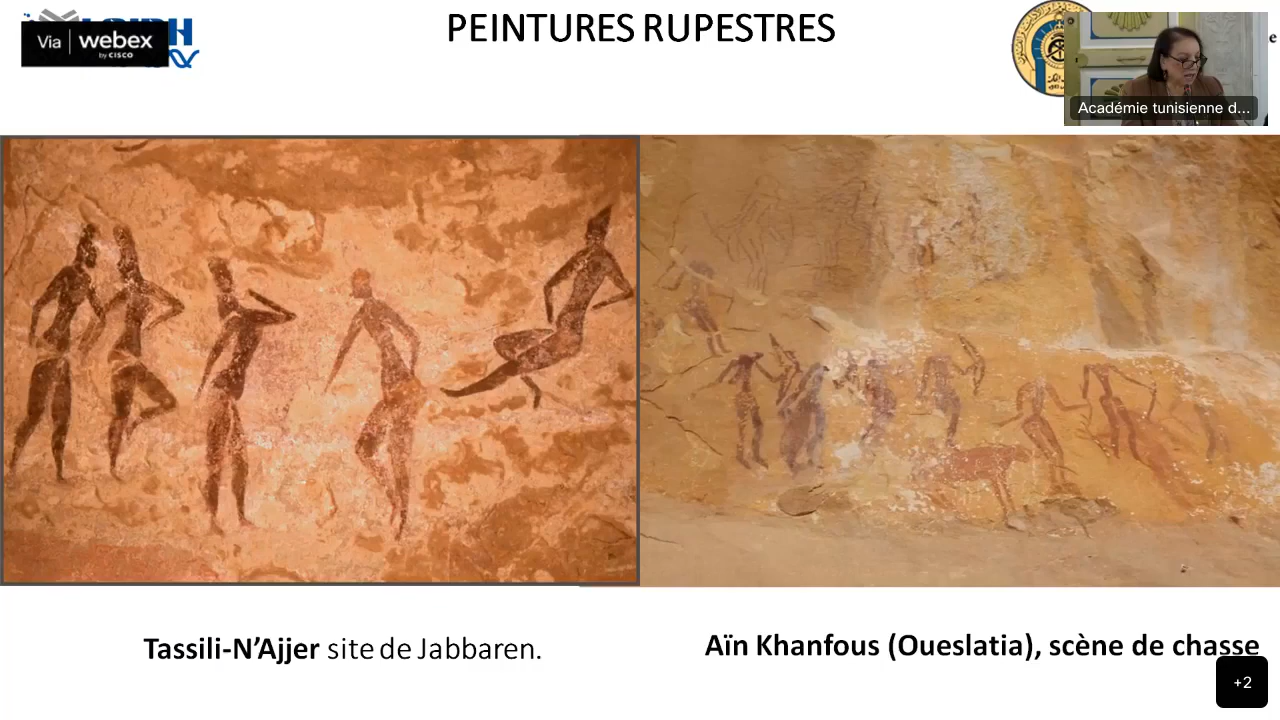 PEINTURES RUPESTRES
Via webex
by CISCO
e
Académie tunisienne d...
Tassili-N’Ajjer site de Jabbaren.
Aïn Khanfous (Oueslatia), scène de chasse
+2